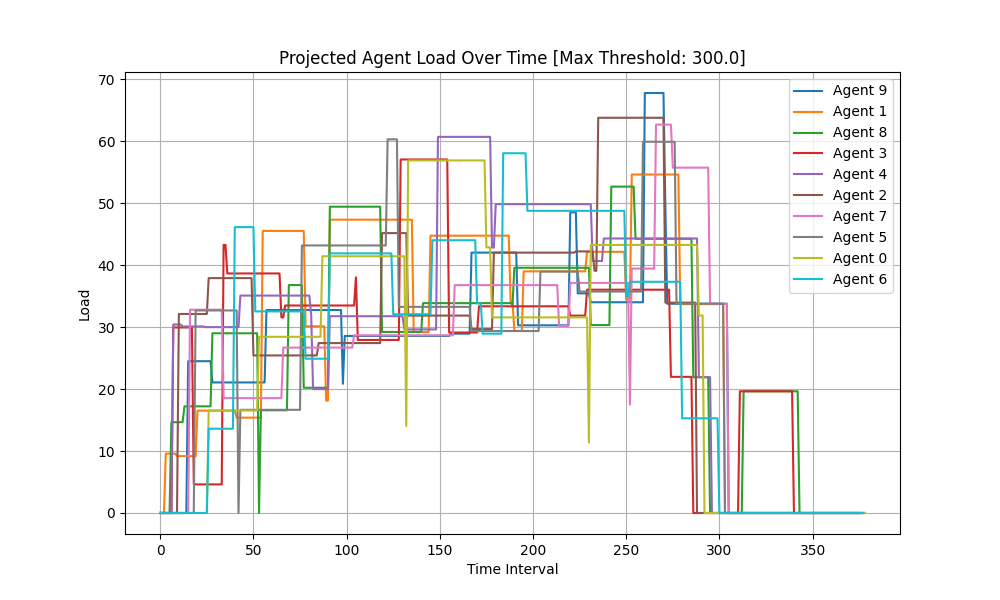 Projected Agent Load Over Time [Max Threshold: 300.0]
70
60
50
40
30
20
10
0
Load
0 50 100 150 200 250 300 350
Time Interval
Agent 9
Agent 1
Agent 8
Agent 3
Agent 4
Agent 2
Agent 7
Agent 5
Agent 0
Agent 6